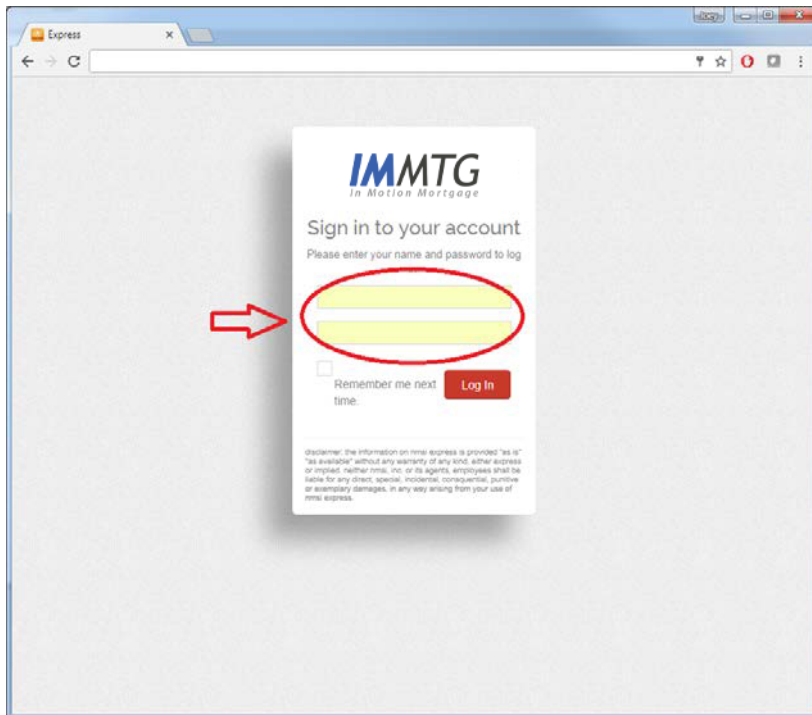 Joey
Express
IMMTG
In Motion Mortgage
Sign in to your account
Please enter your name and password to log
Remember me next
time.
Log In
disclaimer: the information on nmsi express is provided "as is"
"as available" without any warranty of any kind, either express
or implied. neither nmsi, inc. or its agents, employees shall be
liable for any direct, special, incidental, consquential, punitive
or exemplary damages, in any way arising from your use of
nmsi express.